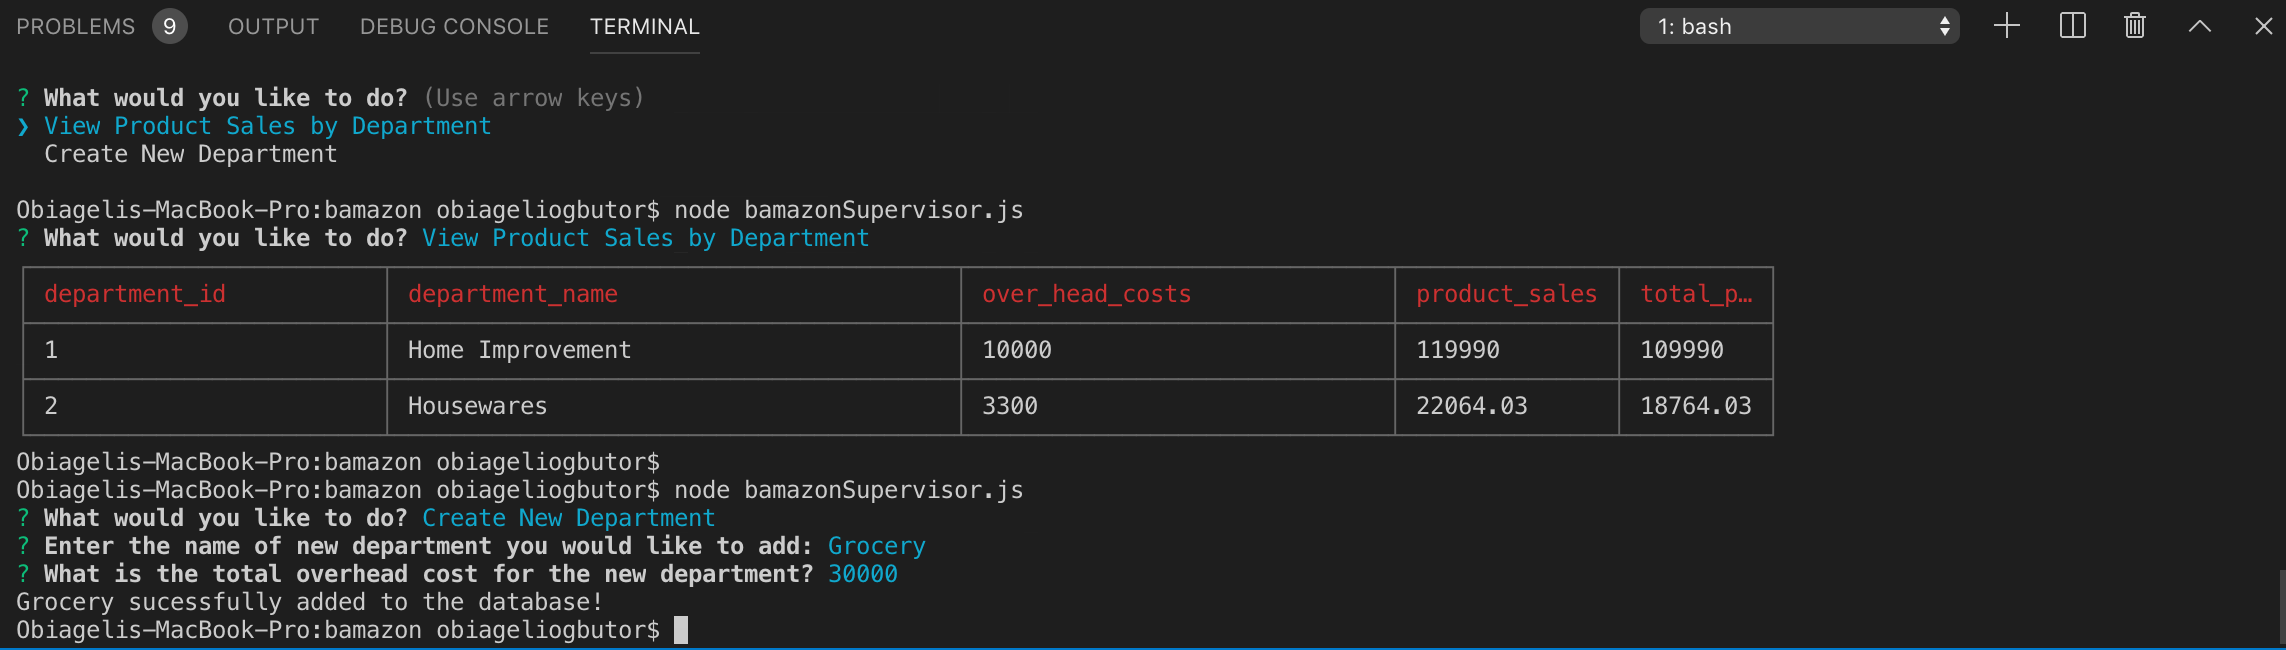 PROBLEMS 9 OUTPUT DEBUG CONSOLE TERMINAL 1: bash
? What would you like to do? (Use arrow keys)
❯ View Product Sales by Department
Create New Department
Obiagelis-MacBook-Pro:bamazon obiageliogbutor$ node bamazonSupervisor.js
? What would you like to do? View Product Sales by Department
department_id department_name over_head_costs product_sales total_p…
1 Home Improvement 10000 119990 109990
2 Housewares 3300 22064.03 18764.03
Obiagelis-MacBook-Pro:bamazon obiageliogbutor$
Obiagelis-MacBook-Pro:bamazon obiageliogbutor$ node bamazonSupervisor.js
? What would you like to do? Create New Department
? Enter the name of new department you would like to add: Grocery
? What is the total overhead cost for the new department? 30000
Grocery sucessfully added to the database!
Obiagelis-MacBook-Pro:bamazon obiageliogbutor$